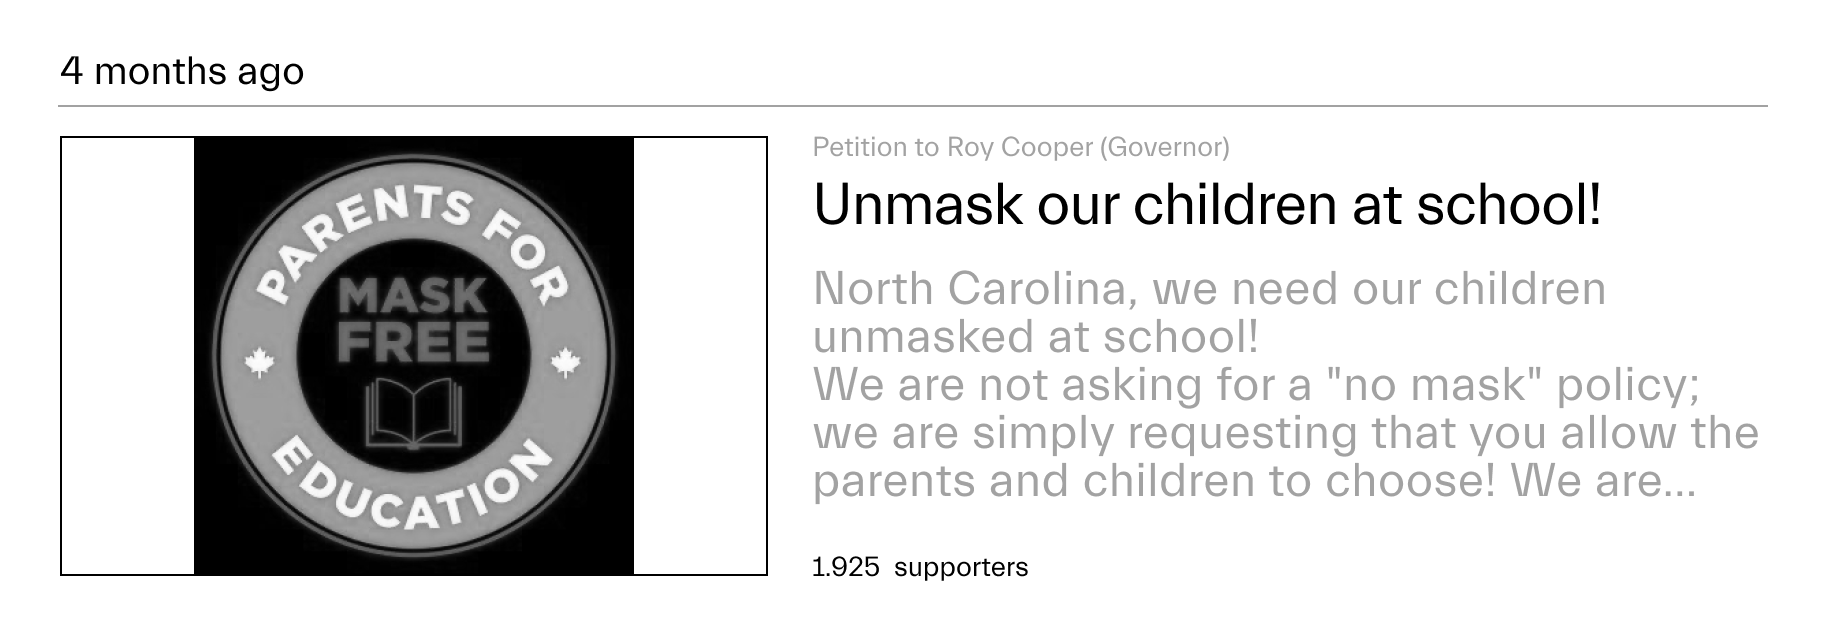 4 months ago
PARENTS FOR
MASK
FREE
EDUCATION
Petition to Roy Cooper (Governor)
Unmask our children at school!
North Carolina, we need our children
unmasked at school!
We are not asking for a "no mask" policy;
we are simply requesting that you allow the
parents and children to choose! We are...
1.925 supporters